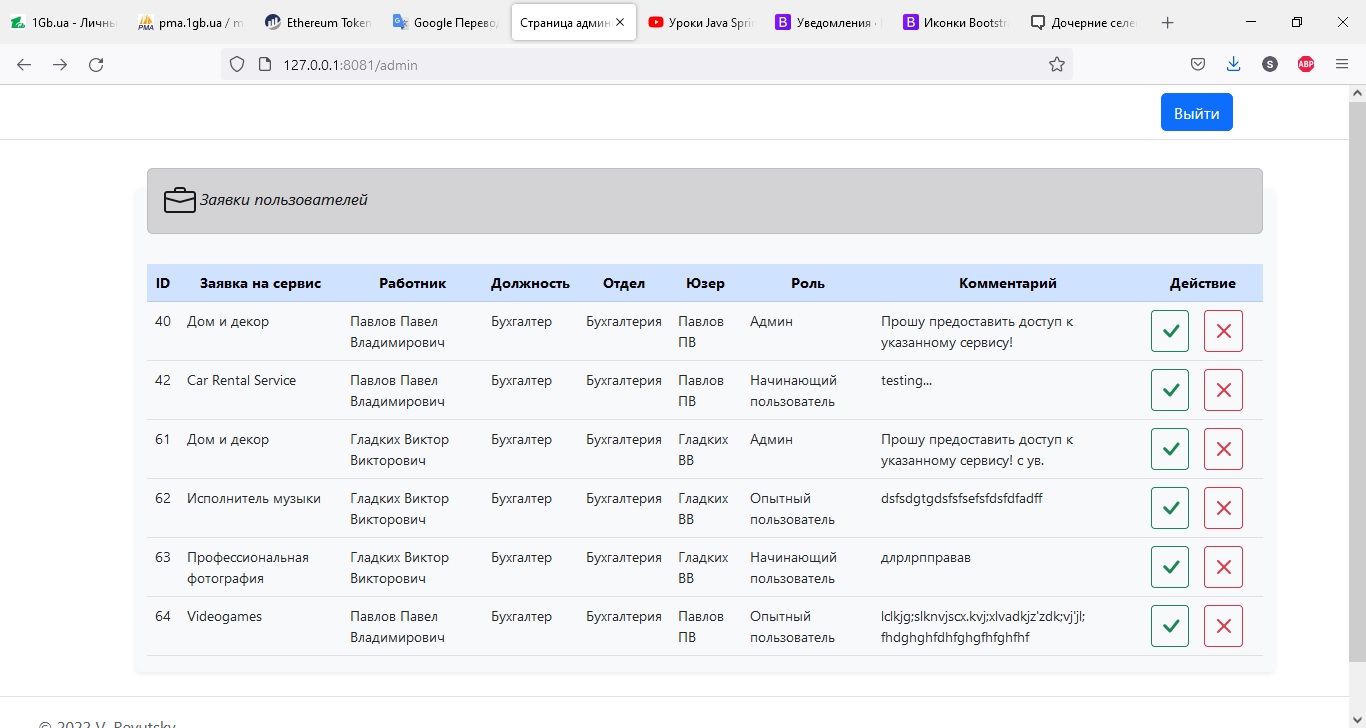 1Gb.ua - Личны
pma.1gb.ua / m
Ethereum Token
Google Перево
Страница админ
Уроки Java Sprin
Уведомления ·
Иконки Bootstra
Дочерние селе
127.0.0.1:8081/admin
S
ABP
Выйти
Заявки пользователей
ID Заявка на сервис Работник Должность Отдел Юзер Роль Комментарий Действие
40 Дом и декор Павлов Павел Бухгалтер Бухгалтерия Павлов Админ Прошу предоставить доступ к
Владимирович ПВ указанному сервису!
42 Car Rental Service Павлов Павел Бухгалтер Бухгалтерия Павлов Начинающий testing...
Владимирович ПВ пользователь
61 Дом и декор Гладких Виктор Бухгалтер Бухгалтерия Гладких Админ Прошу предоставить доступ к
Викторович ВВ указанному сервису! с ув.
62 Исполнитель музыки Гладких Виктор Бухгалтер Бухгалтерия Гладких Опытный dsfsdgtgdsfsfsefsfdsfdfadff
Викторович ВВ пользователь
63 Профессиональная Гладких Виктор Бухгалтер Бухгалтерия Гладких Начинающий длрлрпправав
фотография Викторович ВВ пользователь
64 Videogames Павлов Павел Бухгалтер Бухгалтерия Павлов Опытный lclkjg;slknvjscx.kvj;xlvadkjz'zdk;vj'jl;
Владимирович ПВ пользователь fhdghghfdhfghgfhfghfhf
© 2022 V. Revutsky